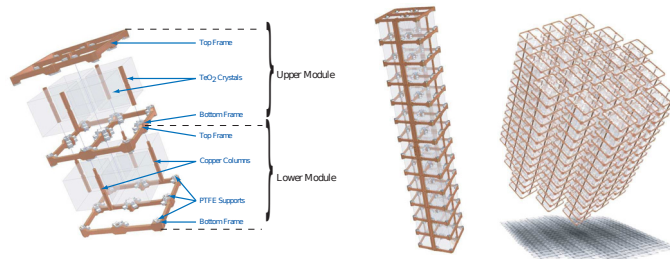 Top Frame
TeO2 Crystals
Upper Module
Bottom Frame
Top Frame
Copper Columns
Lower Module
PTFE Supports
Bottom Frame